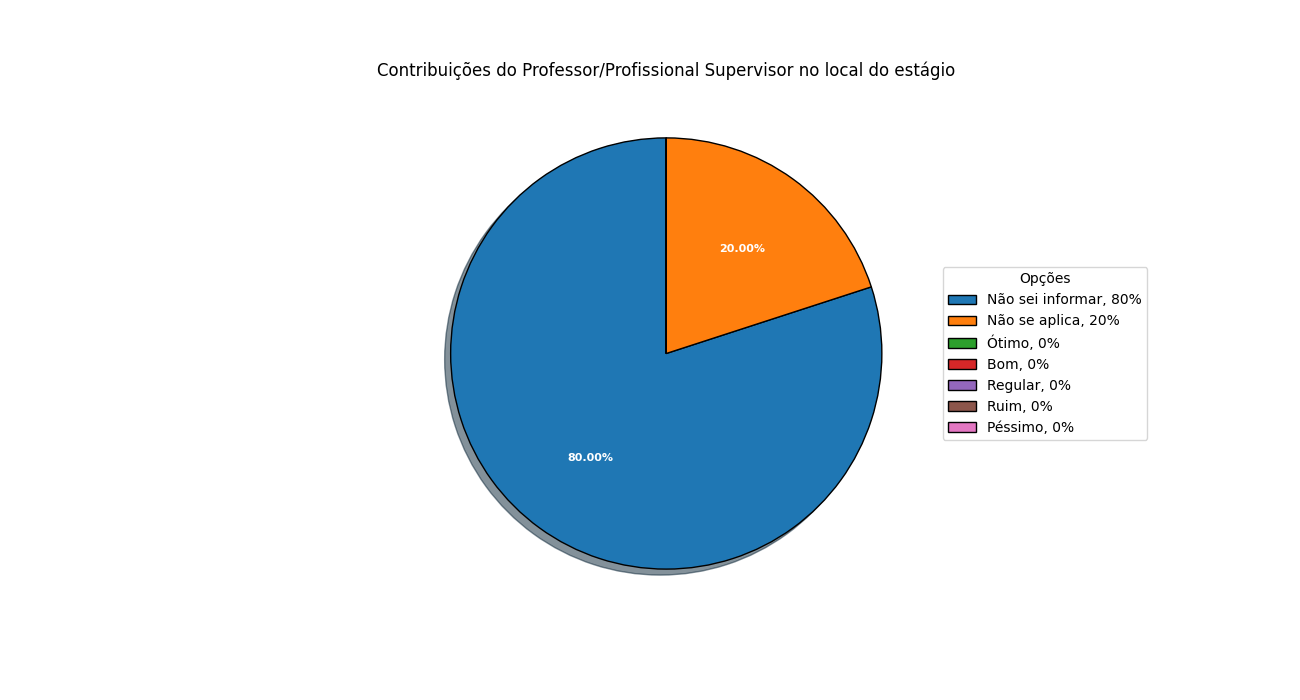 Contribuições do Professor/Profissional Supervisor no local do estágio
20.00%
80.00%
Opções
Não sei informar, 80%
Não se aplica, 20%
Ótimo, 0%
Bom, 0%
Regular, 0%
Ruim, 0%
Péssimo, 0%